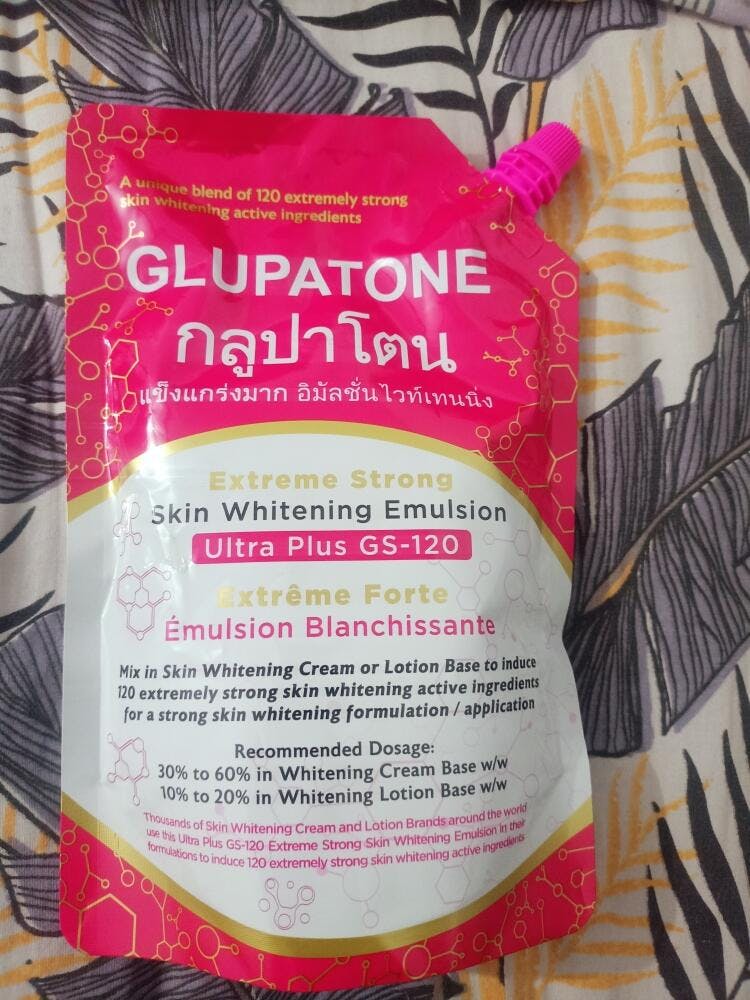 A unique blend of 120 extremely strong
skin whitening active ingredients
GLUPATONE
กลูปาโตน
แข็งแกร่งมาก อิมัลชั่นไวท์เทนนิ่ง
Extreme Strong
Skin Whitening Emulsion
Ultra Plus GS-120
Extrême Forte
Émulsion Blanchissante
Mix in Skin Whitening Cream or Lotion Base to induce
120 extremely strong skin whitening active ingredients
for a strong skin whitening formulation / application
Recommended Dosage:
30% to 60% in Whitening Cream Base w/w
10% to 20% in Whitening Lotion Base w/w
Thousands of Skin Whitening Cream and Lotion Brands around the world
use this Ultra Plus GS-120 Extreme Strong Skin Whitening Emulsion in their
formulations to induce 120 extremely strong skin whitening active ingredients